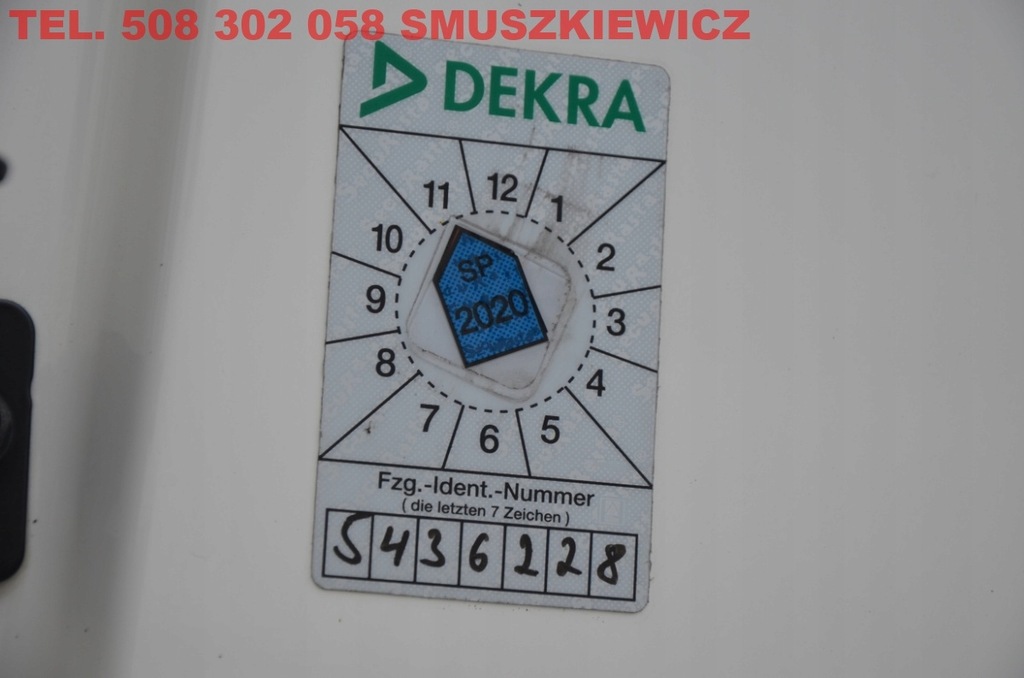 TEL. 508 302 058 SMUSZKIEWICZ
DEKRA
11 12 1
10 2
9 3
8 4
7 6 5
SP
2020
Fzg.-Ident.-Nummer
(die letzten 7 Zeichen)
5436228